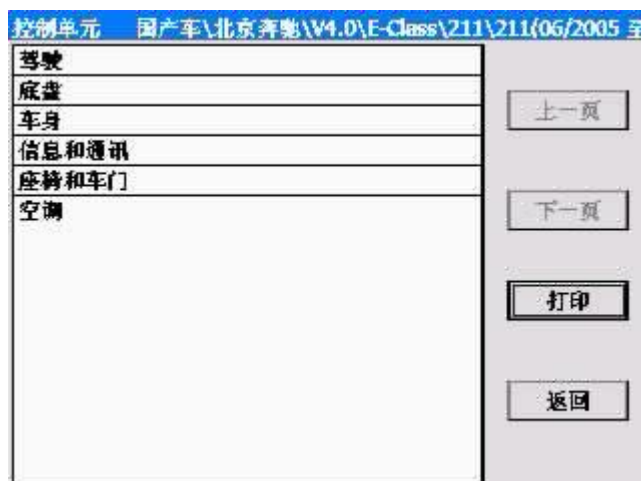 控制单元 国产车\北京奔驰\V4.0\E-Class\211\211(06/2005 至
驾驶
底盘
车身
信息和通讯
座椅和车门
空调
上一页
下一页
打印
返回